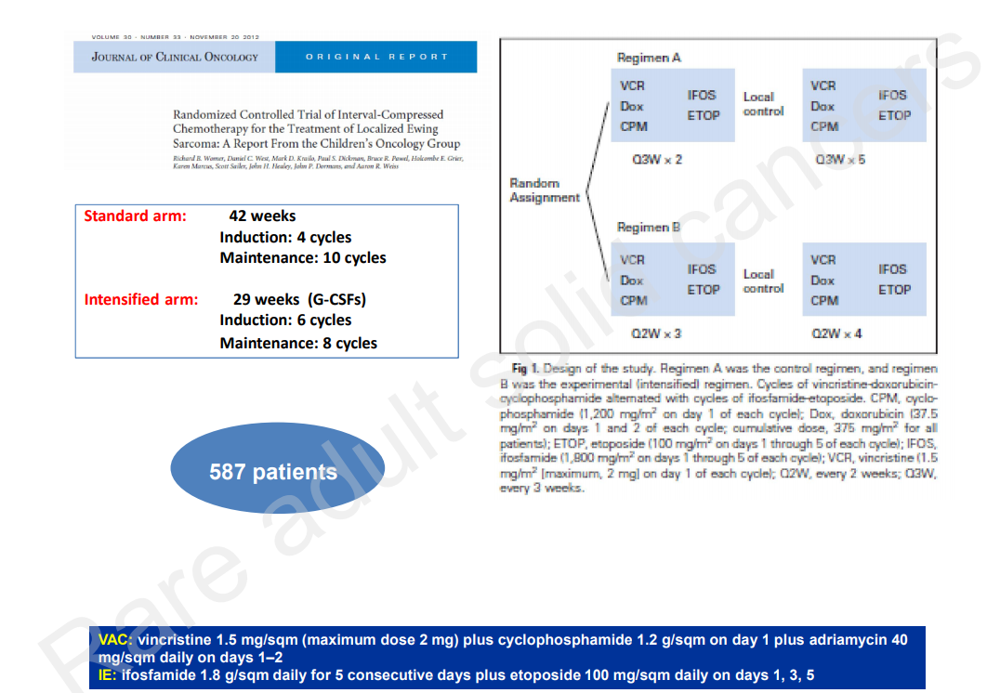 VOLUME 30 · NUMBER 33 · NOVEMBER 20 2012
JOURNAL OF CLINICAL ONCOLOGY
ORIGINAL REPORT
Randomized Controlled Trial of Interval-Compressed
Chemotherapy for the Treatment of Localized Ewing
Sarcoma: A Report From the Children's Oncology Group
Richard B. Womer, Daniel C. West, Mark D. Krailo, Paul S. Dickman, Bruce R. Pawel, Holcombe E. Grier,
Karen Marcus, Scott Sailer, John H. Healey, John P. Dormans, and Aaron R. Weiss
Standard arm: 42 weeks
Induction: 4 cycles
Maintenance: 10 cycles
Intensified arm: 29 weeks (G-CSFs)
Induction: 6 cycles
Maintenance: 8 cycles
587 patients
Random
Assignment
Regimen A
VCR
Dox
CPM
IFOS
ETOP
Q3W × 2
Local
control
VCR
Dox
CPM
IFOS
ETOP
Q3W × 5
Regimen B
VCR
Dox
CPM
IFOS
ETOP
Q2W × 3
Local
control
VCR
Dox
CPM
IFOS
ETOP
Q2W × 4
Fig 1. Design of the study. Regimen A was the control regimen, and regimen
B was the experimental (intensified) regimen. Cycles of vincristine-doxorubicin-
cyclophosphamide alternated with cycles of ifosfamide-etoposide. CPM, cyclo-
phosphamide (1,200 mg/m² on day 1 of each cycle); Dox, doxorubicin (37.5
mg/m² on days 1 and 2 of each cycle; cumulative dose, 375 mg/m² for all
patients); ETOP, etoposide (100 mg/m² on days 1 through 5 of each cycle); IFOS,
ifosfamide (1,800 mg/m² on days 1 through 5 of each cycle); VCR, vincristine (1.5
mg/m² [maximum, 2 mg] on day 1 of each cycle); Q2W, every 2 weeks; Q3W,
every 3 weeks.
VAC: vincristine 1.5 mg/sqm (maximum dose 2 mg) plus cyclophosphamide 1.2 g/sqm on day 1 plus adriamycin 40
mg/sqm daily on days 1–2
IE: ifosfamide 1.8 g/sqm daily for 5 consecutive days plus etoposide 100 mg/sqm daily on days 1, 3, 5
Rare adult solid cancers